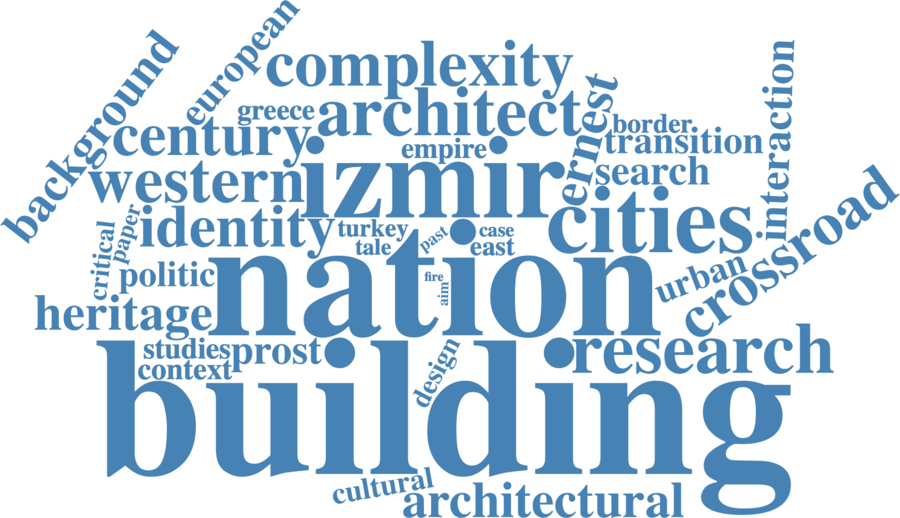 european
background
complexity
greece
architect
century
ernest
border
transition
interaction
empire
western
izmir
search
cities
crossroad
identity
turkey
tale
past
case
east
critical
paper
politic
nation
fire
aim
urban
heritage
studies
prost
context
design
research
building
cultural
architectural